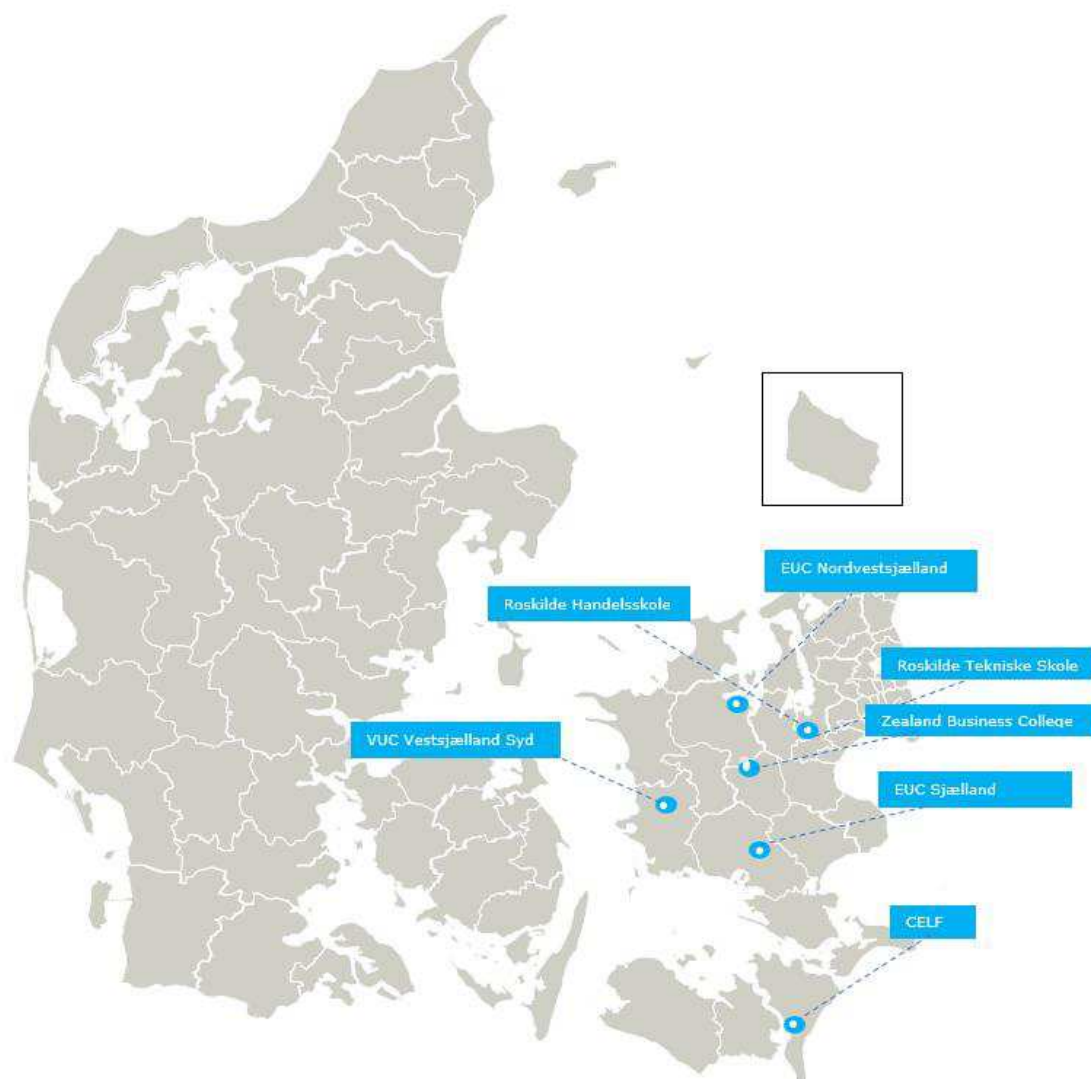 EUC Nordvestsjælland
Roskilde Handelsskole
Roskilde Tekniske Skole
Zealand Business College
VUC Vestsjælland Syd
EUC Sjælland
CELF